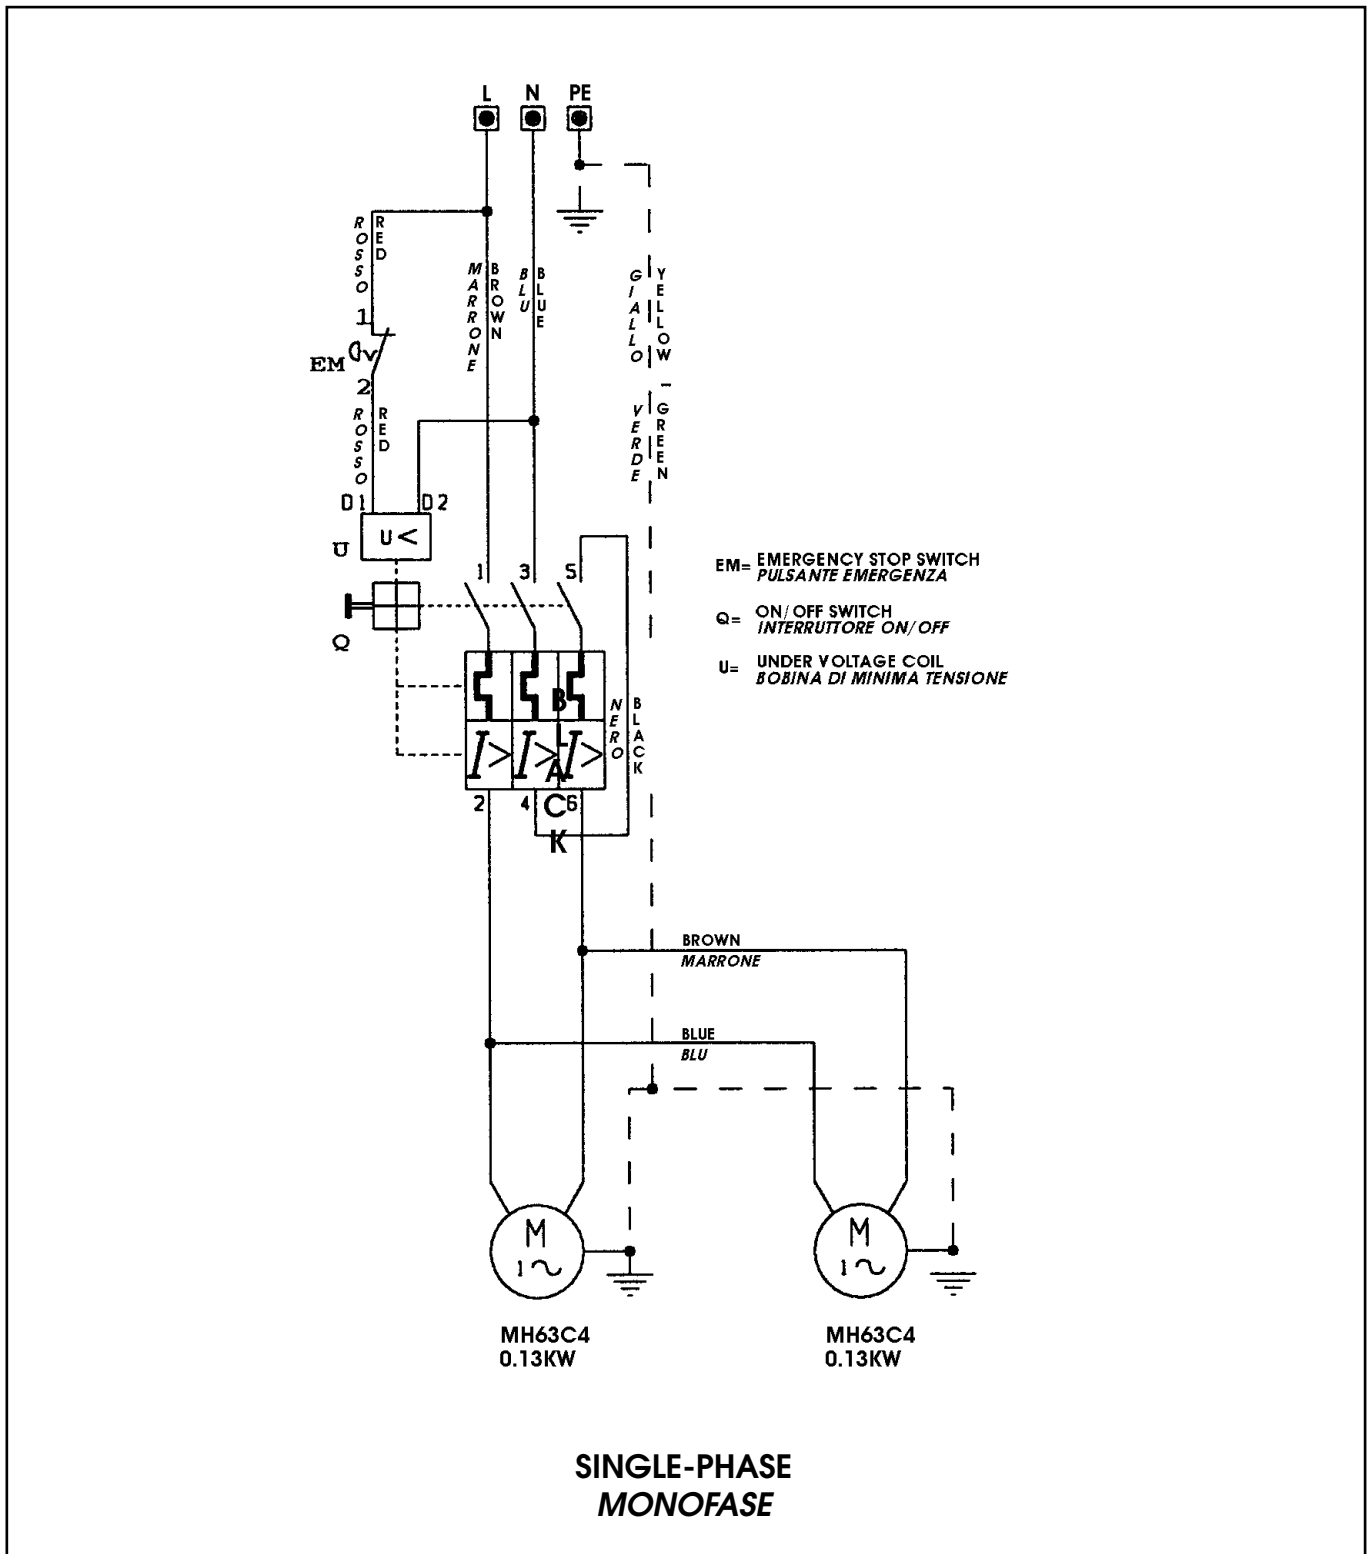 L N PE
ROSSO
RED
MARRONE
BROWN
BLU
BLUE
GIALLO VERDE
YELLOW - GREEN
1
EM
2
ROSSO
RED
D1 D2
U<
U
1 3 5
Q
EM= EMERGENCY STOP SWITCH
PULSANTE EMERGENZA
Q= ON/OFF SWITCH
INTERRUTTORE ON/OFF
U= UNDER VOLTAGE COIL
BOBINA DI MINIMA TENSIONE
NERO
BLACK
BLACK
I> I> I>
2 4 6
BROWN
MARRONE
BLUE
BLU
M
1~
M
1~
MH63C4
0.13KW
MH63C4
0.13KW
SINGLE-PHASE
MONOFASE